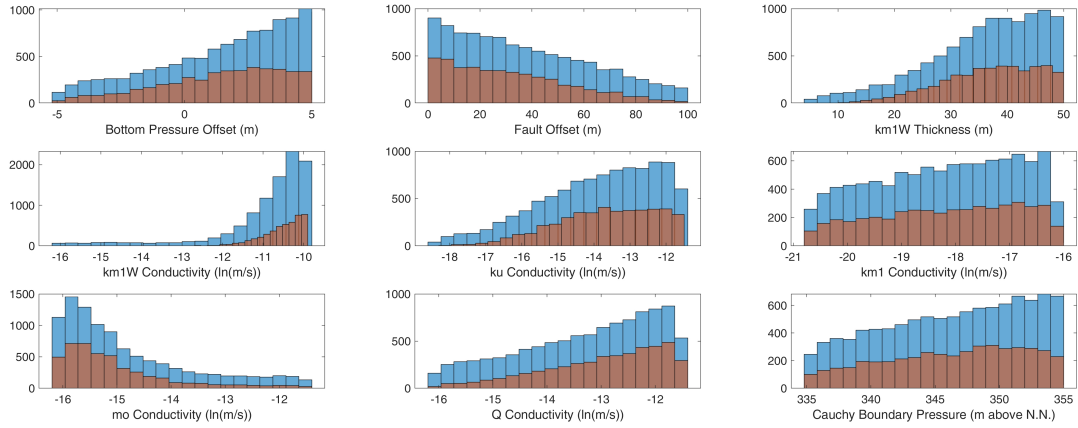 1000
500
0
-5 0 5
Bottom Pressure Offset (m)
1000
500
0
0 20 40 60 80 100
Fault Offset (m)
1000
500
0
10 20 30 40 50
km1W Thickness (m)
2000
1000
0
-16 -15 -14 -13 -12 -11 -10
km1W Conductivity (ln(m/s))
1000
500
0
-18 -17 -16 -15 -14 -13 -12
ku Conductivity (ln(m/s))
600
400
200
0
-21 -20 -19 -18 -17 -16
km1 Conductivity (ln(m/s))
1500
1000
500
0
-16 -15 -14 -13 -12
mo Conductivity (ln(m/s))
1000
500
0
-16 -15 -14 -13 -12
Q Conductivity (ln(m/s))
600
400
200
0
335 340 345 350 355
Cauchy Boundary Pressure (m above N.N.)